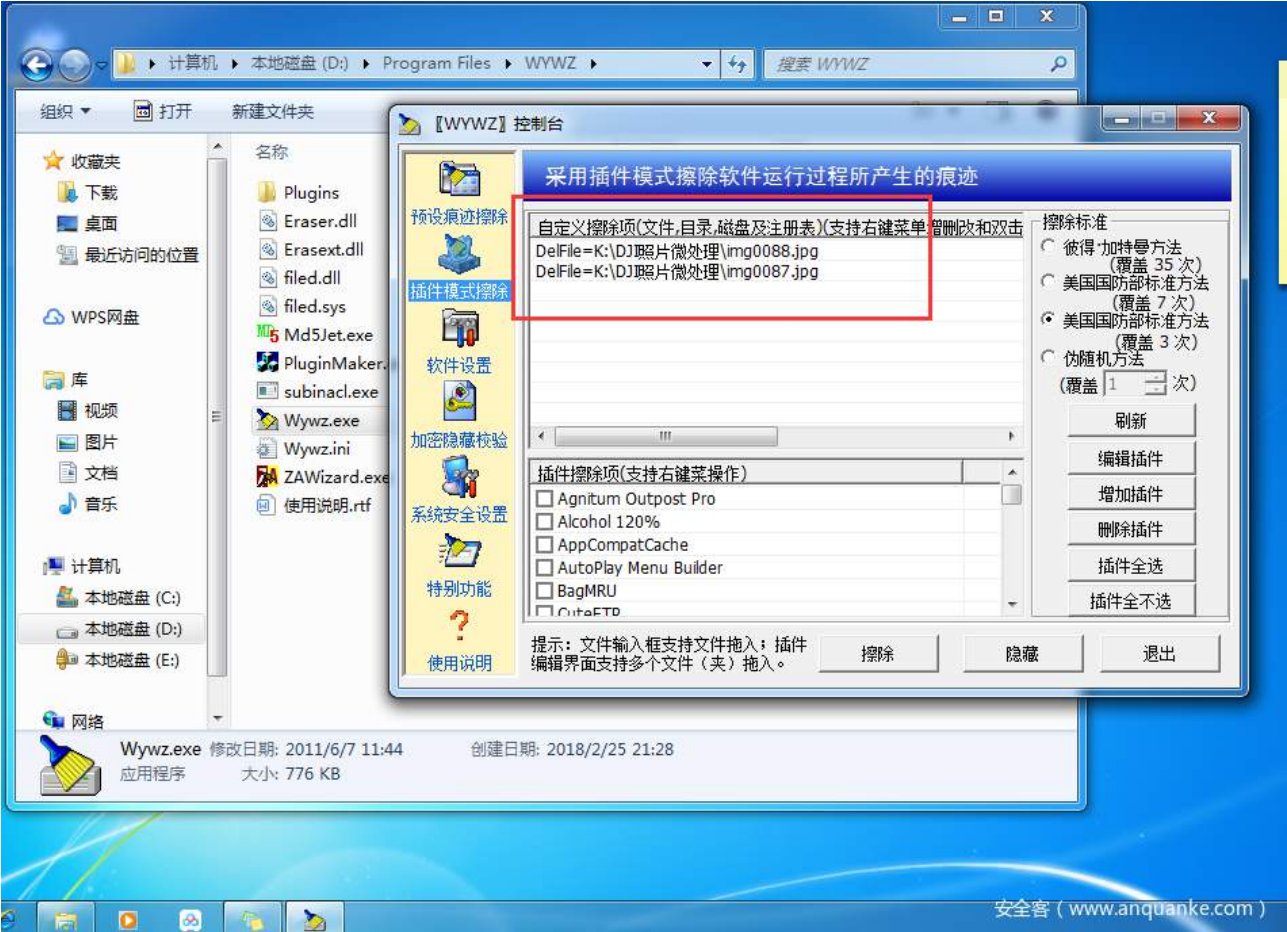 计算机 ▸ 本地磁盘 (D:) ▸ Program Files ▸ WYWZ ▸
搜索 WYWZ
组织
打开
新建文件夹
收藏夹
下载
桌面
最近访问的位置
WPS网盘
库
视频
图片
文档
音乐
计算机
本地磁盘 (C:)
本地磁盘 (D:)
本地磁盘 (E:)
网络
名称
Plugins
Eraser.dll
Erasext.dll
filed.dll
filed.sys
Md5Jet.exe
PluginMaker.
subinacl.exe
Wywz.exe
Wywz.ini
ZAWizard.exe
使用说明.rtf
〖WYWZ〗控制台
预设痕迹擦除
插件模式擦除
软件设置
加密隐藏校验
系统安全设置
特别功能
使用说明
采用插件模式擦除软件运行过程所产生的痕迹
自定义擦除项(文件,目录,磁盘及注册表)(支持右键菜单增删改和双击
DelFile=K:\DJ照片微处理\img0088.jpg
DelFile=K:\DJ照片微处理\img0087.jpg
插件擦除项(支持右键菜操作)
Agnitum Outpost Pro
Alcohol 120%
AppCompatCache
AutoPlay Menu Builder
BagMRU
CuteFTP
擦除标准
彼得·加特曼方法
(覆盖 35 次)
美国国防部标准方法
(覆盖 7 次)
美国国防部标准方法
(覆盖 3 次)
伪随机方法
(覆盖 1 次)
刷新
编辑插件
增加插件
删除插件
插件全选
插件全不选
提示：文件输入框支持文件拖入；插件
编辑界面支持多个文件（夹）拖入。
擦除
隐藏
退出
Wywz.exe 修改日期: 2011/6/7 11:44 创建日期: 2018/2/25 21:28
应用程序 大小: 776 KB
安全客 ( www.anquanke.com )